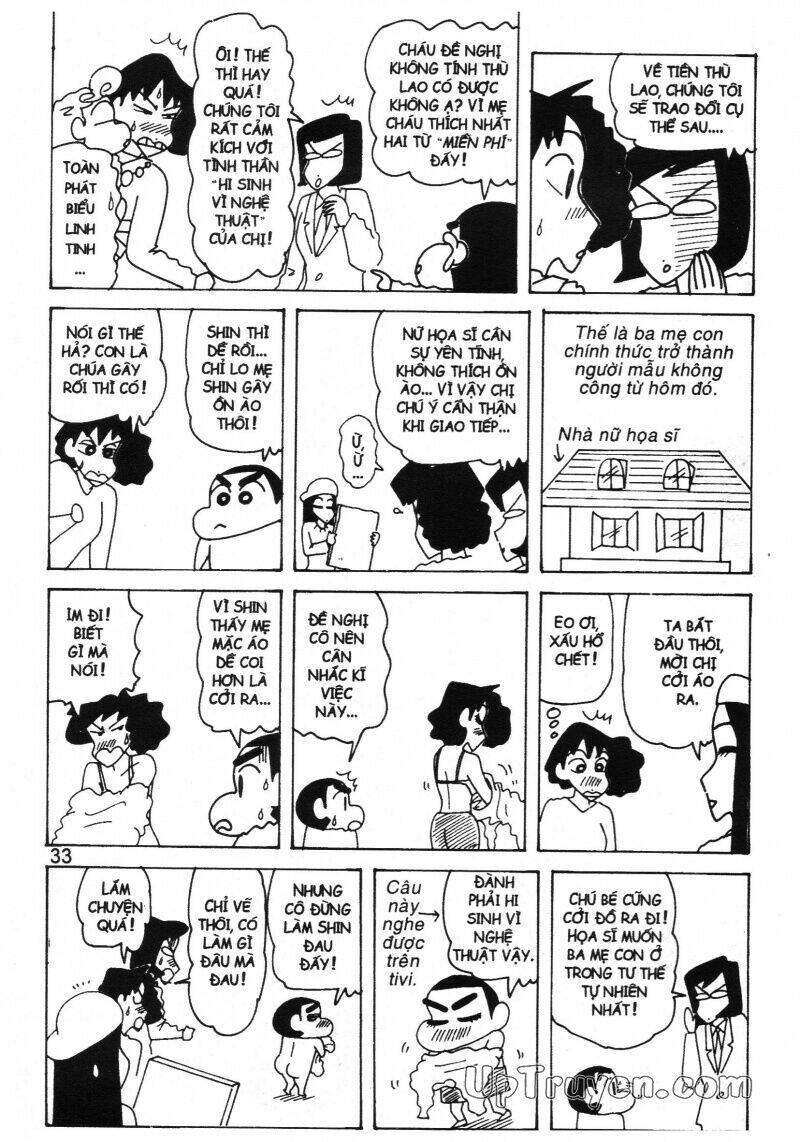 VỀ TIỀN THÙ
LAO, CHÚNG TÔI
SẼ TRAO ĐỔI CỤ
THỂ SAU....
CHÁU ĐỀ NGHỊ
KHÔNG TÍNH THÙ
LAO CÓ ĐƯỢC
KHÔNG Ạ? VÌ MẸ
CHÁU THÍCH NHẤT
HAI TỪ "MIỄN PHÍ"
ĐẤY!
ÔI! THẾ
THÌ HAY
QUÁ!
CHÚNG TÔI
RẤT CẢM
KÍCH VỚI
TINH THẦN
"HI SINH
VÌ NGHỆ
THUẬT"
CỦA CHỊ!
TOÀN
PHÁT
BIỂU
LINH
TINH
...
Thế là ba mẹ con
chính thức trở thành
người mẫu không
công từ hôm đó.
Nhà nữ họa sĩ
NỮ HỌA SĨ CẦN
SỰ YÊN TĨNH,
KHÔNG THÍCH ỒN
ÀO... VÌ VẬY CHỊ
CHÚ Ý CẨN THẬN
KHI GIAO TIẾP...
Ừ,
Ừ...
SHIN THÌ
DỄ RỒI...
CHỈ LO MẸ
SHIN GÂY
ỒN ÀO
THÔI!
NÓI GÌ THẾ
HẢ? CON LÀ
CHÚA GÂY
RỐI THÌ CÓ!
TA BẮT
ĐẦU THÔI,
MỜI CHỊ
CỞI ÁO
RA.
EO ƠI,
XẤU HỔ
CHẾT!
ĐỀ NGHỊ
CÔ NÊN
CÂN
NHẮC KĨ
VIỆC
NÀY...
VÌ SHIN
THẤY MẸ
MẶC ÁO
DỄ COI
HƠN LÀ
CỞI RA...
IM ĐI!
BIẾT
GÌ MÀ
NÓI!
33
CHÚ BÉ CŨNG
CỞI ĐỒ RA ĐI!
HỌA SĨ MUỐN
BA MẸ CON Ở
TRONG TƯ THẾ
TỰ NHIÊN
NHẤT!
ĐÀNH
PHẢI HI
SINH VÌ
NGHỆ
THUẬT VẬY.
Câu
này
nghe
được
trên
tivi.
NHƯNG
CÔ ĐỪNG
LÀM SHIN
ĐAU
ĐẤY!
CHỈ VẼ
THÔI, CÓ
LÀM GÌ
ĐÂU MÀ
ĐAU!
LẮM
CHUYỆN
QUÁ!
UpTruyen.com